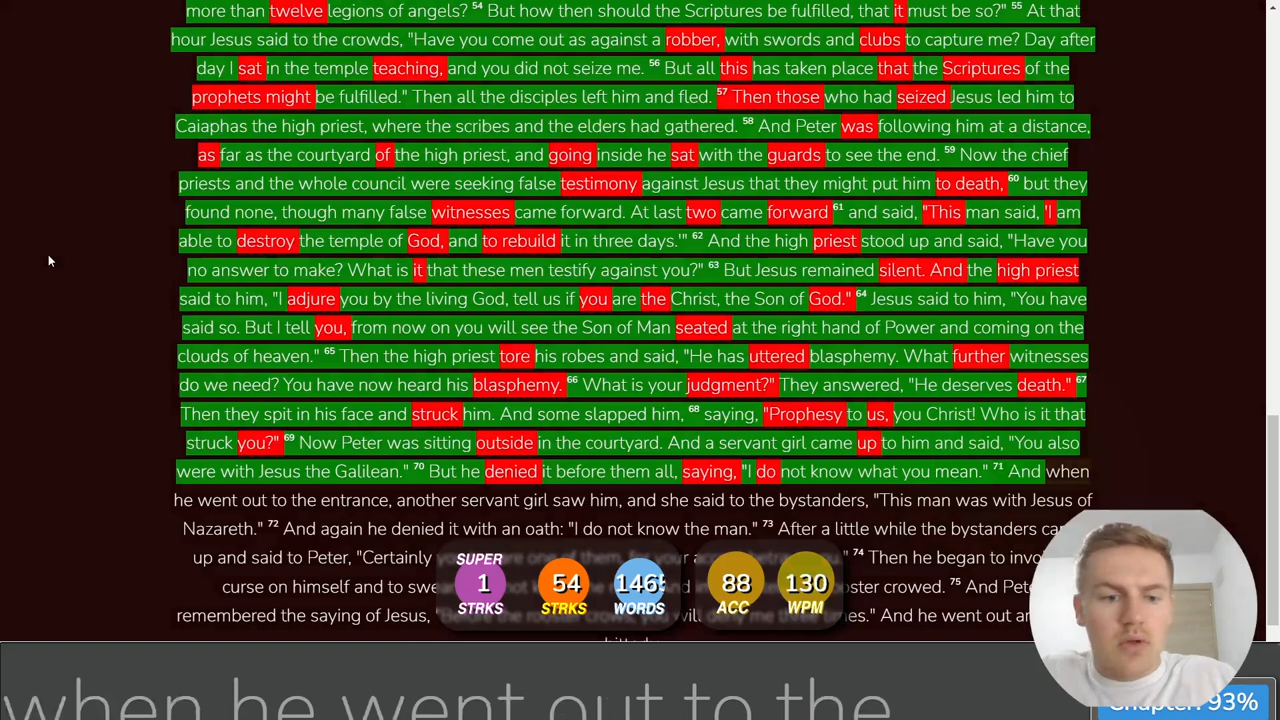 more than twelve legions of angels? 54 But how then should the Scriptures be fulfilled, that it must be so?" 55 At that
hour Jesus said to the crowds, "Have you come out as against a robber, with swords and clubs to capture me? Day after
day I sat in the temple teaching, and you did not seize me. 56 But all this has taken place that the Scriptures of the
prophets might be fulfilled." Then all the disciples left him and fled. 57 Then those who had seized Jesus led him to
Caiaphas the high priest, where the scribes and the elders had gathered. 58 And Peter was following him at a distance,
as far as the courtyard of the high priest, and going inside he sat with the guards to see the end. 59 Now the chief
priests and the whole council were seeking false testimony against Jesus that they might put him to death, 60 but they
found none, though many false witnesses came forward. At last two came forward 61 and said, "This man said, 'I am
able to destroy the temple of God, and to rebuild it in three days.'" 62 And the high priest stood up and said, "Have you
no answer to make? What is it that these men testify against you?" 63 But Jesus remained silent. And the high priest
said to him, "I adjure you by the living God, tell us if you are the Christ, the Son of God." 64 Jesus said to him, "You have
said so. But I tell you, from now on you will see the Son of Man seated at the right hand of Power and coming on the
clouds of heaven." 65 Then the high priest tore his robes and said, "He has uttered blasphemy. What further witnesses
do we need? You have now heard his blasphemy. 66 What is your judgment?" They answered, "He deserves death." 67
Then they spit in his face and struck him. And some slapped him, 68 saying, "Prophesy to us, you Christ! Who is it that
struck you?" 69 Now Peter was sitting outside in the courtyard. And a servant girl came up to him and said, "You also
were with Jesus the Galilean." 70 But he denied it before them all, saying, "I do not know what you mean." 71 And when
he went out to the entrance, another servant girl saw him, and she said to the bystanders, "This man was with Jesus of
Nazareth." 72 And again he denied it with an oath: "I do not know the man." 73 After a little while the bystanders
up and said to Peter, "Certainly 74 Then he began to
curse on himself and to crowed. 75 And
remembered the saying of Jesus, And he went out
SUPER
1
STRKS
54
STRKS
146
WORDS
88
ACC
130
WPM
when he went out to the
Chapter: 93%